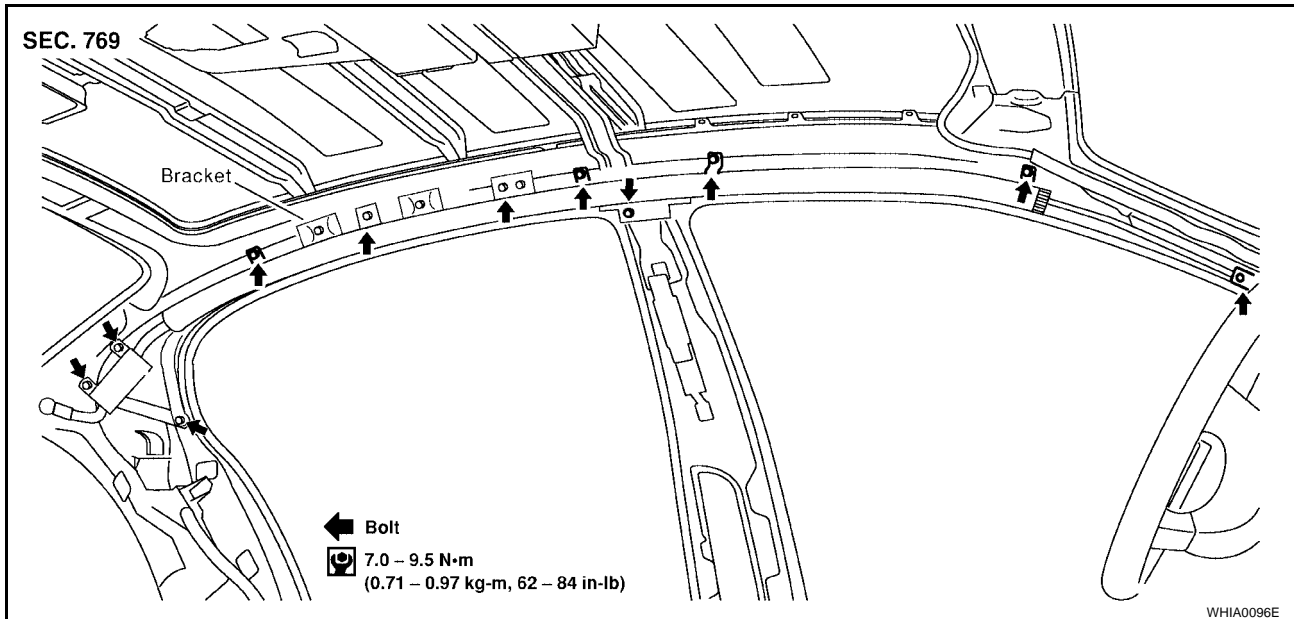 SEC. 769
Bracket
Bolt
7.0 – 9.5 N•m
(0.71 – 0.97 kg-m, 62 – 84 in-lb)
WHIA0096E